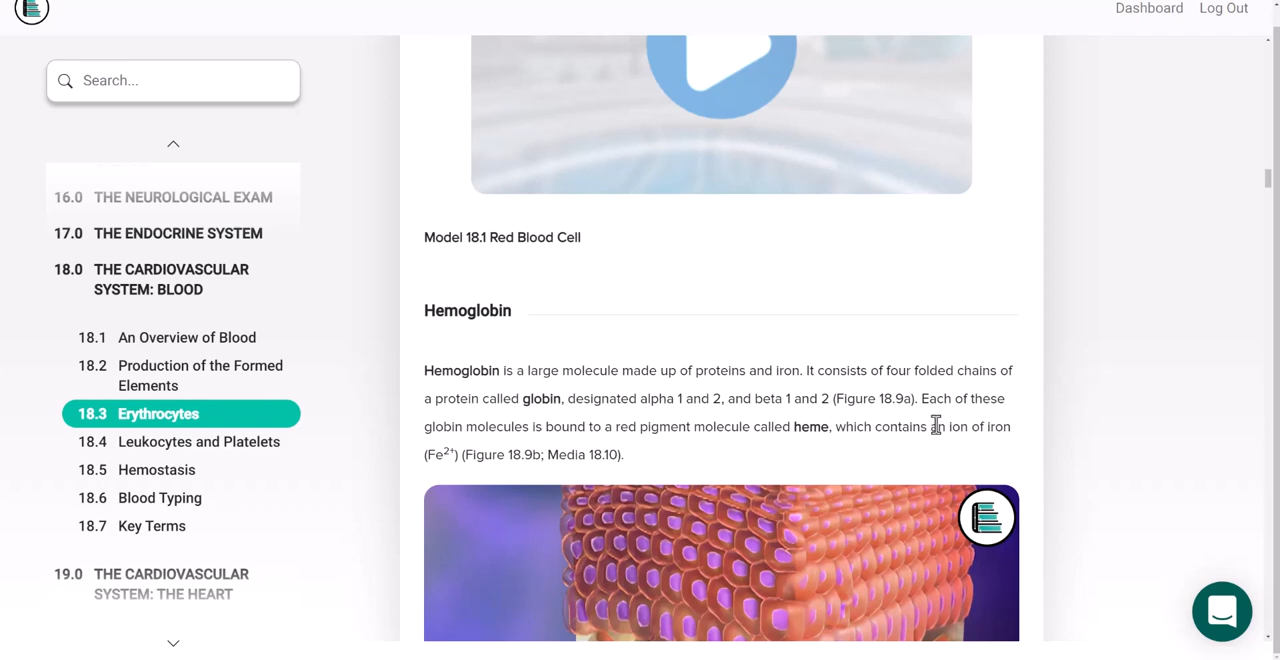 Dashboard Log Out
Search...
16.0 THE NEUROLOGICAL EXAM
17.0 THE ENDOCRINE SYSTEM
18.0 THE CARDIOVASCULAR
SYSTEM: BLOOD
18.1 An Overview of Blood
18.2 Production of the Formed
Elements
18.3 Erythrocytes
18.4 Leukocytes and Platelets
18.5 Hemostasis
18.6 Blood Typing
18.7 Key Terms
19.0 THE CARDIOVASCULAR
SYSTEM: THE HEART
Model 18.1 Red Blood Cell
Hemoglobin
Hemoglobin is a large molecule made up of proteins and iron. It consists of four folded chains of
a protein called globin, designated alpha 1 and 2, and beta 1 and 2 (Figure 18.9a). Each of these
globin molecules is bound to a red pigment molecule called heme, which contains an ion of iron
(Fe²⁺) (Figure 18.9b; Media 18.10).